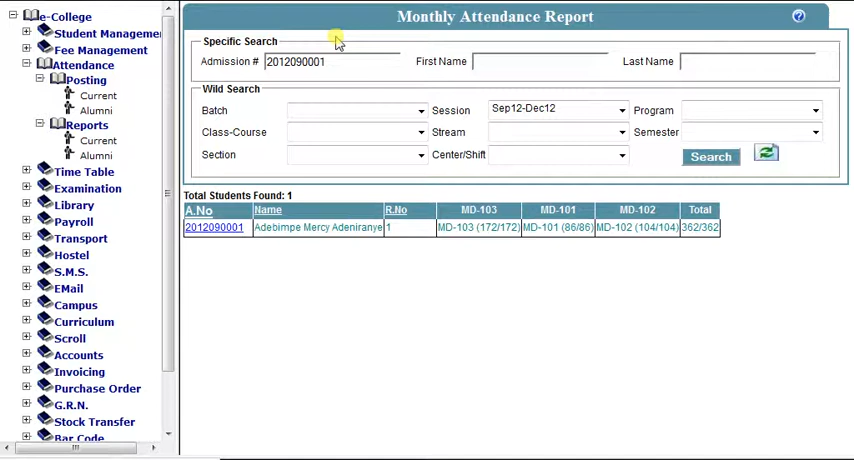 Monthly Attendance Report
e-College
Student Managemen
Fee Management
Attendance
Posting
Current
Alumni
Reports
Current
Alumni
Time Table
Examination
Library
Payroll
Transport
Hostel
S.M.S.
EMail
Campus
Curriculum
Scroll
Accounts
Invoicing
Purchase Order
G.R.N.
Stock Transfer
Bar Code
Specific Search
Admission # 2012090001 First Name Last Name
Wild Search
Batch Session Sep12-Dec12 Program
Class-Course Stream Semester
Section Center/Shift Search
Total Students Found: 1
A.No Name R.No MD-103 MD-101 MD-102 Total
2012090001 Adebimpe Mercy Adeniranye 1 MD-103 (172/172) MD-101 (86/86) MD-102 (104/104) 362/362